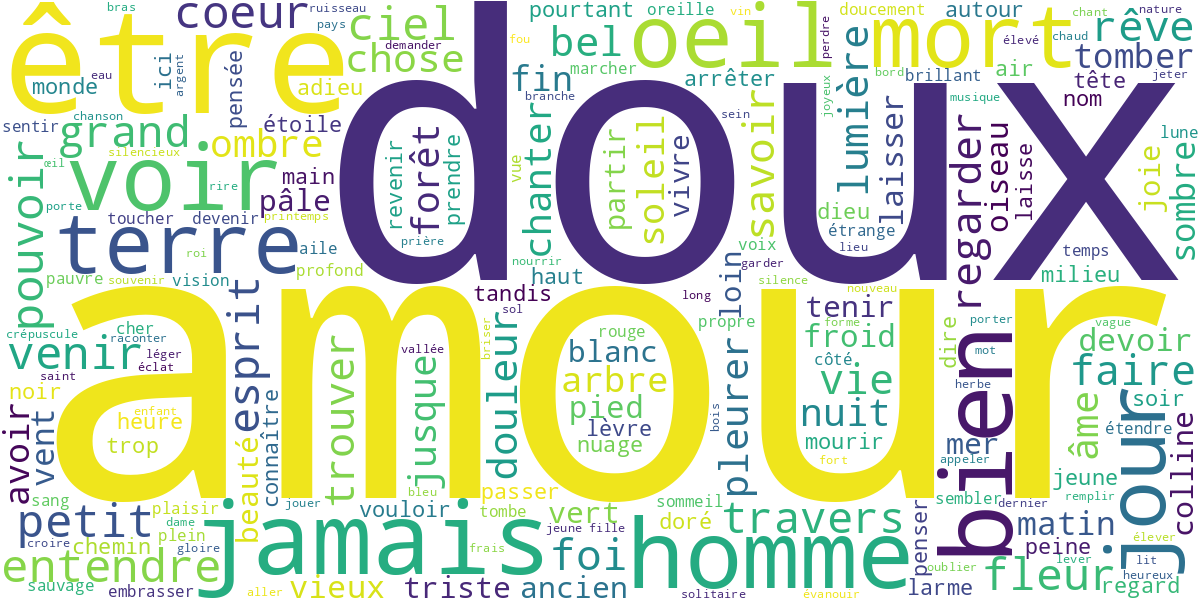 être
doux
amour
coeur
ruisseau
bras
pays
ciel
chose
demander
fou
pourtant
oreille
vin
bel
oeil
perdre
doucement
mort
autour
élevé
chaud
chant
nature
rêve
tomber
monde
eau
ici
argent
pensée
adieu
fin
marcher
arrêter
bord
brillant
air
tête
jeter
nom
sentir
chanson
grand
étoile
ombre
silencieux
branche
sein
joyeux
lumière
musique
laisser
lune
œil
voir
rire
main
pâle
revenir
forêt
prendre
prière
vue
chanter
partir
soleil
vivre
savoir
dieu
étrange
lieu
regarder
oiseau
laisse
joie
sombre
pouvoir
porte
toucher
devenir
printemps
terre
roi
aile
profond
nourrir
voix
garder
temps
milieu
pauvre
souvenir
vision
haut
loin
silence
nouveau
tandis
sol
long
crépuscule
cher
raconter
venir
léger
éclat
saint
esprit
vallée
briser
rouge
propre
tenir
forme
froid
porter
vague
mot
dire
devoir
noir
enfant
heure
trop
avoir
vent
beauté
connaître
trouver
jusque
douleur
blanc
arbre
pied
lèvre
nuage
bois
pleurer
côté
vie
nuit
mourir
fort
herbe
bien
mer
appeler
faire
soir
âme
étendre
jour
colline
sang
plaisir
dame
petit
croire
plein
chemin
gloire
entendre
sauvage
embrasser
jamais
jouer
bleu
vouloir
passer
tombe
vert
jeune fille
frais
foi
aller
vieux
triste
ancien
sommeil
doré
travers
homme
solitaire
évanouir
penser
sembler
dernier
jeune
remplir
matin
peine
oublier
larme
fleur
lever
élever
lit
heureux
regard